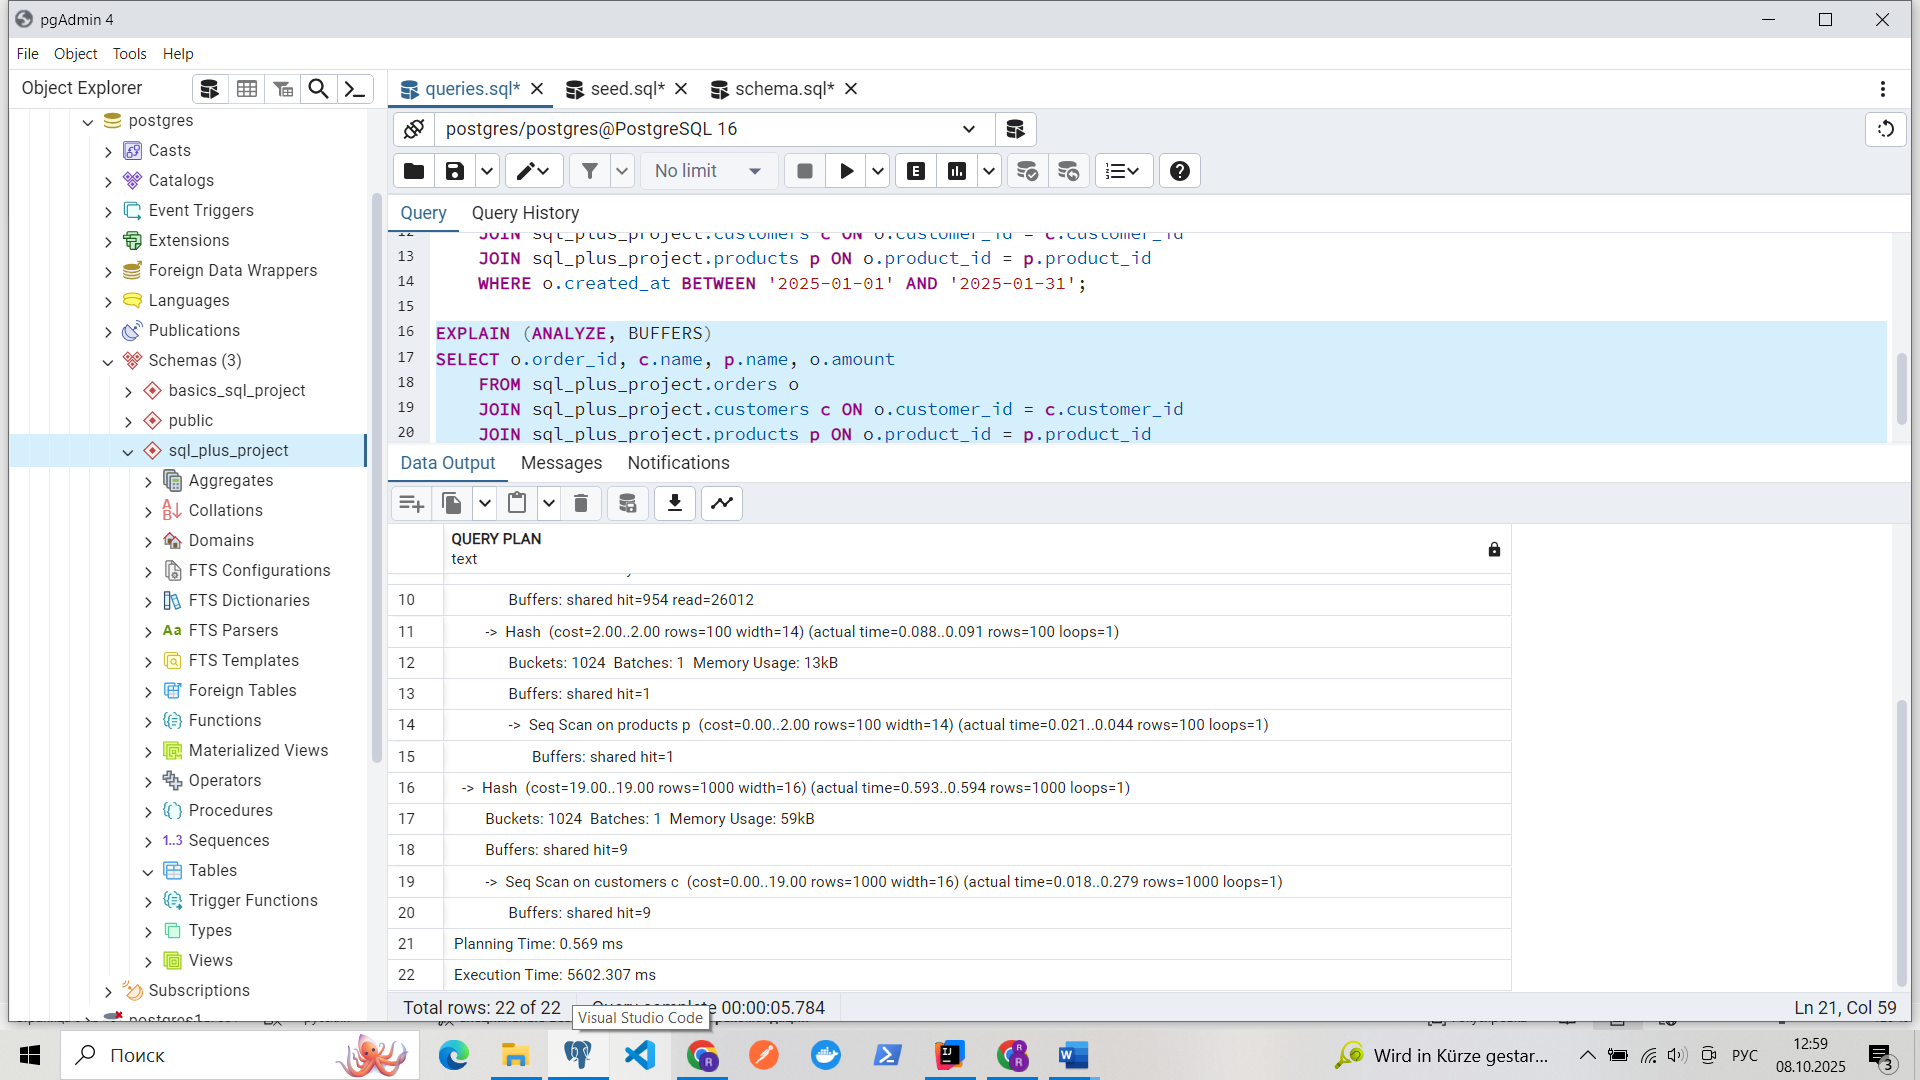 pgAdmin 4
File Object Tools Help
Object Explorer
queries.sql*
seed.sql*
schema.sql*
postgres
Casts
Catalogs
Event Triggers
Extensions
Foreign Data Wrappers
Languages
Publications
Schemas (3)
basics_sql_project
public
sql_plus_project
Aggregates
Collations
Domains
FTS Configurations
FTS Dictionaries
Aa FTS Parsers
FTS Templates
Foreign Tables
Functions
Materialized Views
Operators
Procedures
1..3 Sequences
Tables
Trigger Functions
Types
Views
Subscriptions
postgres1
postgres/postgres@PostgreSQL 16
No limit
E
Query Query History
12 JOIN sql_plus_project.customers c ON o.customer_id = c.customer_id
13 JOIN sql_plus_project.products p ON o.product_id = p.product_id
14 WHERE o.created_at BETWEEN '2025-01-01' AND '2025-01-31';
15
16 EXPLAIN (ANALYZE, BUFFERS)
17 SELECT o.order_id, c.name, p.name, o.amount
18 FROM sql_plus_project.orders o
19 JOIN sql_plus_project.customers c ON o.customer_id = c.customer_id
20 JOIN sql_plus_project.products p ON o.product_id = p.product_id
Data Output Messages Notifications
QUERY PLAN
text
10 Buffers: shared hit=954 read=26012
11 -> Hash (cost=2.00..2.00 rows=100 width=14) (actual time=0.088..0.091 rows=100 loops=1)
12 Buckets: 1024 Batches: 1 Memory Usage: 13kB
13 Buffers: shared hit=1
14 -> Seq Scan on products p (cost=0.00..2.00 rows=100 width=14) (actual time=0.021..0.044 rows=100 loops=1)
15 Buffers: shared hit=1
16 -> Hash (cost=19.00..19.00 rows=1000 width=16) (actual time=0.593..0.594 rows=1000 loops=1)
17 Buckets: 1024 Batches: 1 Memory Usage: 59kB
18 Buffers: shared hit=9
19 -> Seq Scan on customers c (cost=0.00..19.00 rows=1000 width=16) (actual time=0.018..0.279 rows=1000 loops=1)
20 Buffers: shared hit=9
21 Planning Time: 0.569 ms
22 Execution Time: 5602.307 ms
Total rows: 22 of 22 Query complete 00:00:05.784
Ln 21, Col 59
Visual Studio Code
Поиск
Wird in Kürze gestar...
РУС
12:59
08.10.2025
3